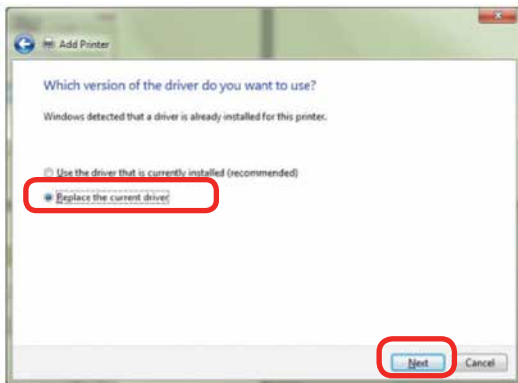 Add Printer
Which version of the driver do you want to use?
Windows detected that a driver is already installed for this printer.
Use the driver that is currently installed (recommended)
Replace the current driver
Next
Cancel